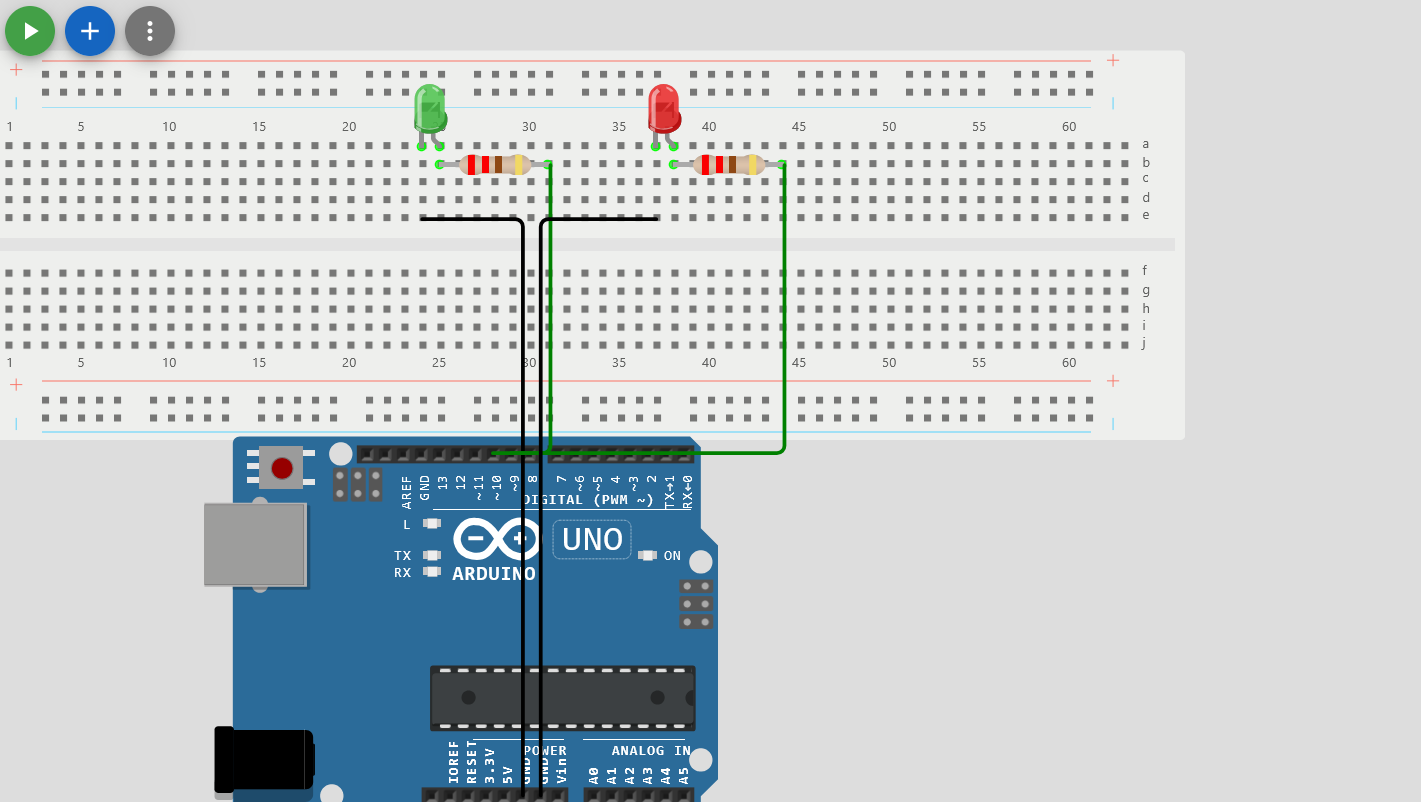 + +
| |
1 5 10 15 20 30 35 40 45 50 55 60
a
b
c
d
e
f
g
h
i
j
1 5 10 15 20 25 30 35 40 45 50 55 60
+ +
| |
AREF GND 13 12 ~11 ~10 ~9 8 7 ~6 ~5 4 ~3 2 TX→1 RX←0
DIGITAL (PWM ~)
L
TX
RX
UNO
ON
ARDUINO
POWER
ANALOG IN
IOREF RESET 3.3V 5V GND GND Vin A0 A1 A2 A3 A4 A5